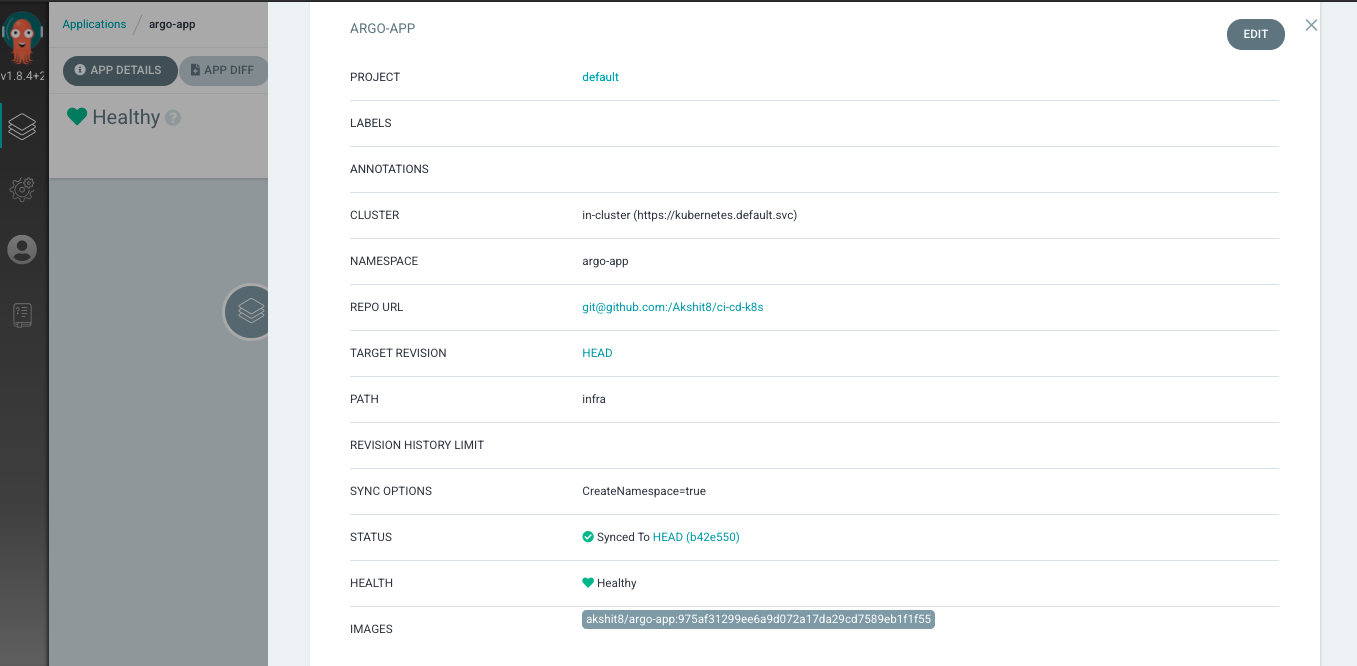 Applications / argo-app
v1.8.4+2
APP DETAILS
APP DIFF
Healthy
ARGO-APP
EDIT
PROJECT default
LABELS
ANNOTATIONS
CLUSTER in-cluster (https://kubernetes.default.svc)
NAMESPACE argo-app
REPO URL git@github.com:/Akshit8/ci-cd-k8s
TARGET REVISION HEAD
PATH infra
REVISION HISTORY LIMIT
SYNC OPTIONS CreateNamespace=true
STATUS Synced To HEAD (b42e550)
HEALTH Healthy
IMAGES akshit8/argo-app:975af31299ee6a9d072a17da29cd7589eb1f1f55